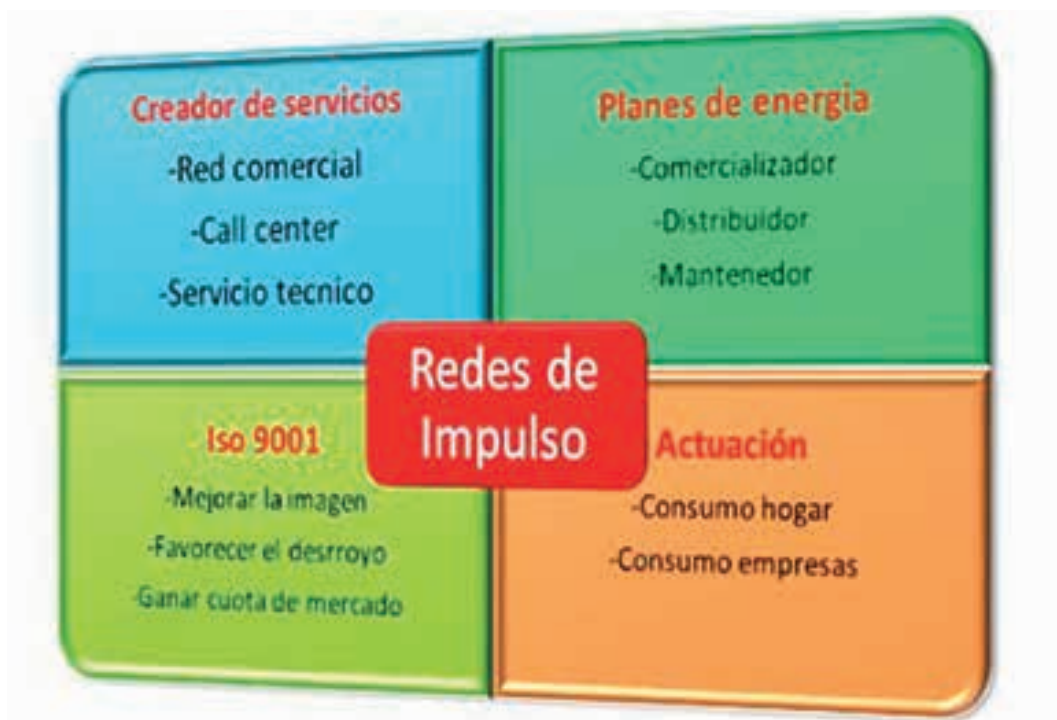 Creador de servicios
-Red comercial
-Call center
-Servicio tecnico
Planes de energia
-Comercializador
-Distribuidor
-Mantenedor
Redes de
Impulso
Iso 9001
-Mejorar la imagen
-Favorecer el desrroyo
-Ganar cuota de mercado
Actuación
-Consumo hogar
-Consumo empresas